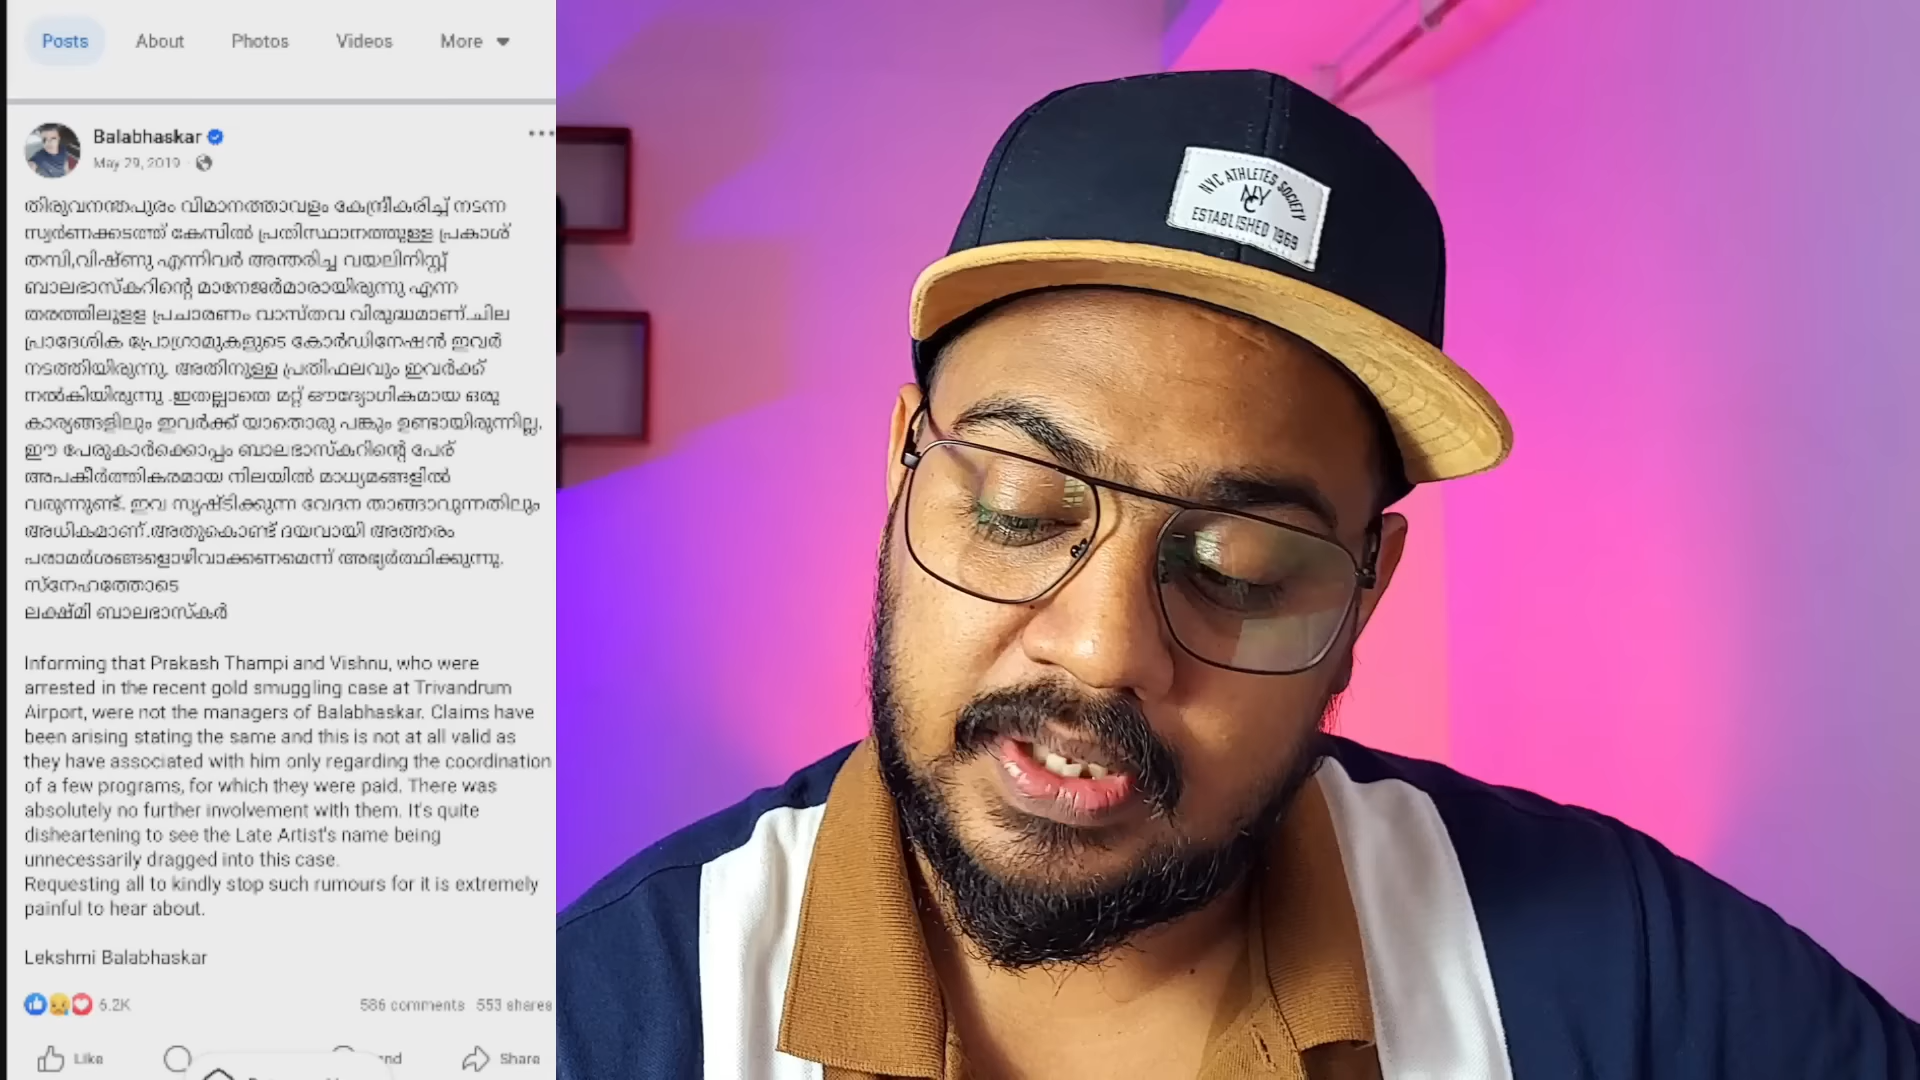 Posts About Photos Videos More
Balabhaskar
May 29, 2019
തിരുവനന്തപുരം വിമാനത്താവളം കേന്ദ്രീകരിച്ച് നടന്ന
സ്വർണക്കടത്ത് കേസിൽ പ്രതിസ്ഥാനത്തുള്ള പ്രകാശ്
തമ്പി,വിഷ്ണു എന്നിവർ അന്തരിച്ച വയലിനിസ്റ്റ്
ബാലഭാസ്കറിന്റെ മാനേജർമാരായിരുന്നു എന്ന
തരത്തിലുളള പ്രചാരണം വാസ്തവ വിരുദ്ധമാണ്.ചില
പ്രാദേശിക പ്രോഗ്രാമുകളുടെ കോർഡിനേഷൻ ഇവർ
നടത്തിയിരുന്നു. അതിനുള്ള പ്രതിഫലവും ഇവർക്ക്
നൽകിയിരുന്നു .ഇതല്ലാതെ മറ്റ് ഔദ്യോഗികമായ ഒരു
കാര്യങ്ങളിലും ഇവർക്ക് യാതൊരു പങ്കും ഉണ്ടായിരുന്നില്ല.
ഈ പേരുകാർക്കൊപ്പം ബാലഭാസ്കറിന്റെ പേര്
അപകീർത്തികരമായ നിലയിൽ മാധ്യമങ്ങളിൽ
വരുന്നുണ്ട്. ഇവ സൃഷ്ടിക്കുന്ന വേദന താങ്ങാവുന്നതിലും
അധികമാണ്.അതുകൊണ്ട് ദയവായി അത്തരം
പരാമർശങ്ങളൊഴിവാക്കണമെന്ന് അഭ്യർത്ഥിക്കുന്നു.
സ്നേഹത്തോടെ
ലക്ഷ്മി ബാലഭാസ്കർ
Informing that Prakash Thampi and Vishnu, who were
arrested in the recent gold smuggling case at Trivandrum
Airport, were not the managers of Balabhaskar. Claims have
been arising stating the same and this is not at all valid as
they have associated with him only regarding the coordination
of a few programs, for which they were paid. There was
absolutely no further involvement with them. It's quite
disheartening to see the Late Artist's name being
unnecessarily dragged into this case.
Requesting all to kindly stop such rumours for it is extremely
painful to hear about.
Lekshmi Balabhaskar
6.2K 586 comments 553 shares
Like Share
NYC ATHLETES SOCIETY
NYC
ESTABLISHED 1969